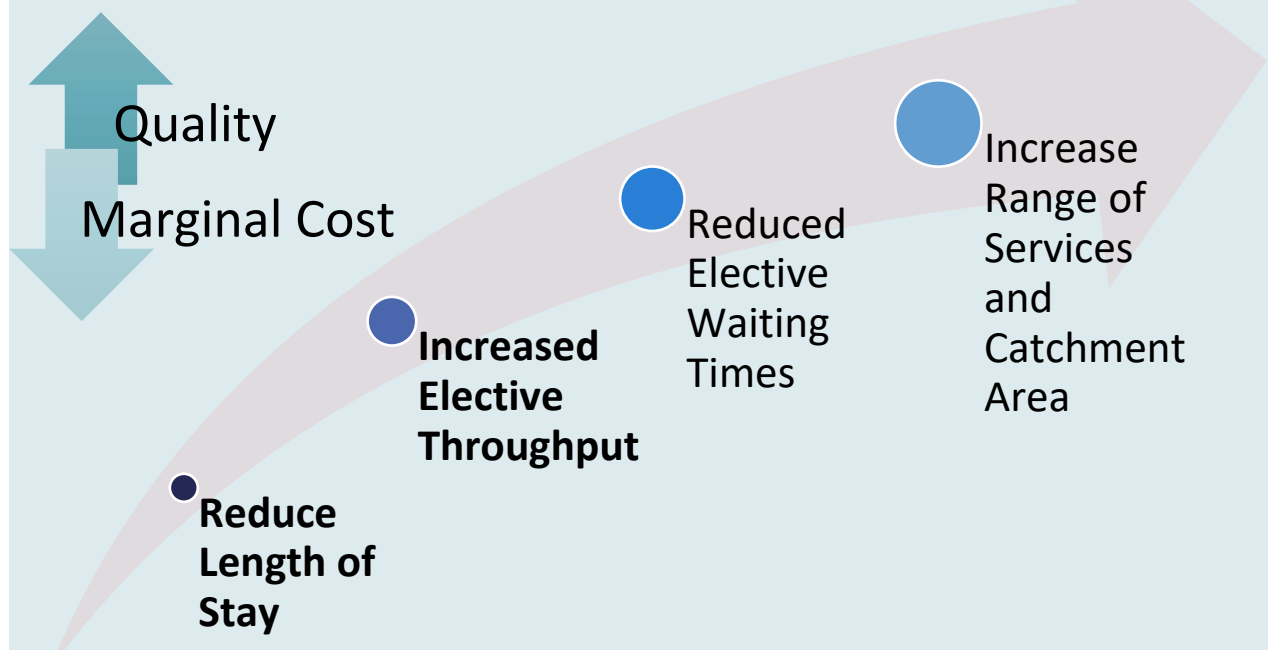 Quality
Marginal Cost
Reduce
Length of
Stay
Increased
Elective
Throughput
Reduced
Elective
Waiting
Times
Increase
Range of
Services
and
Catchment
Area